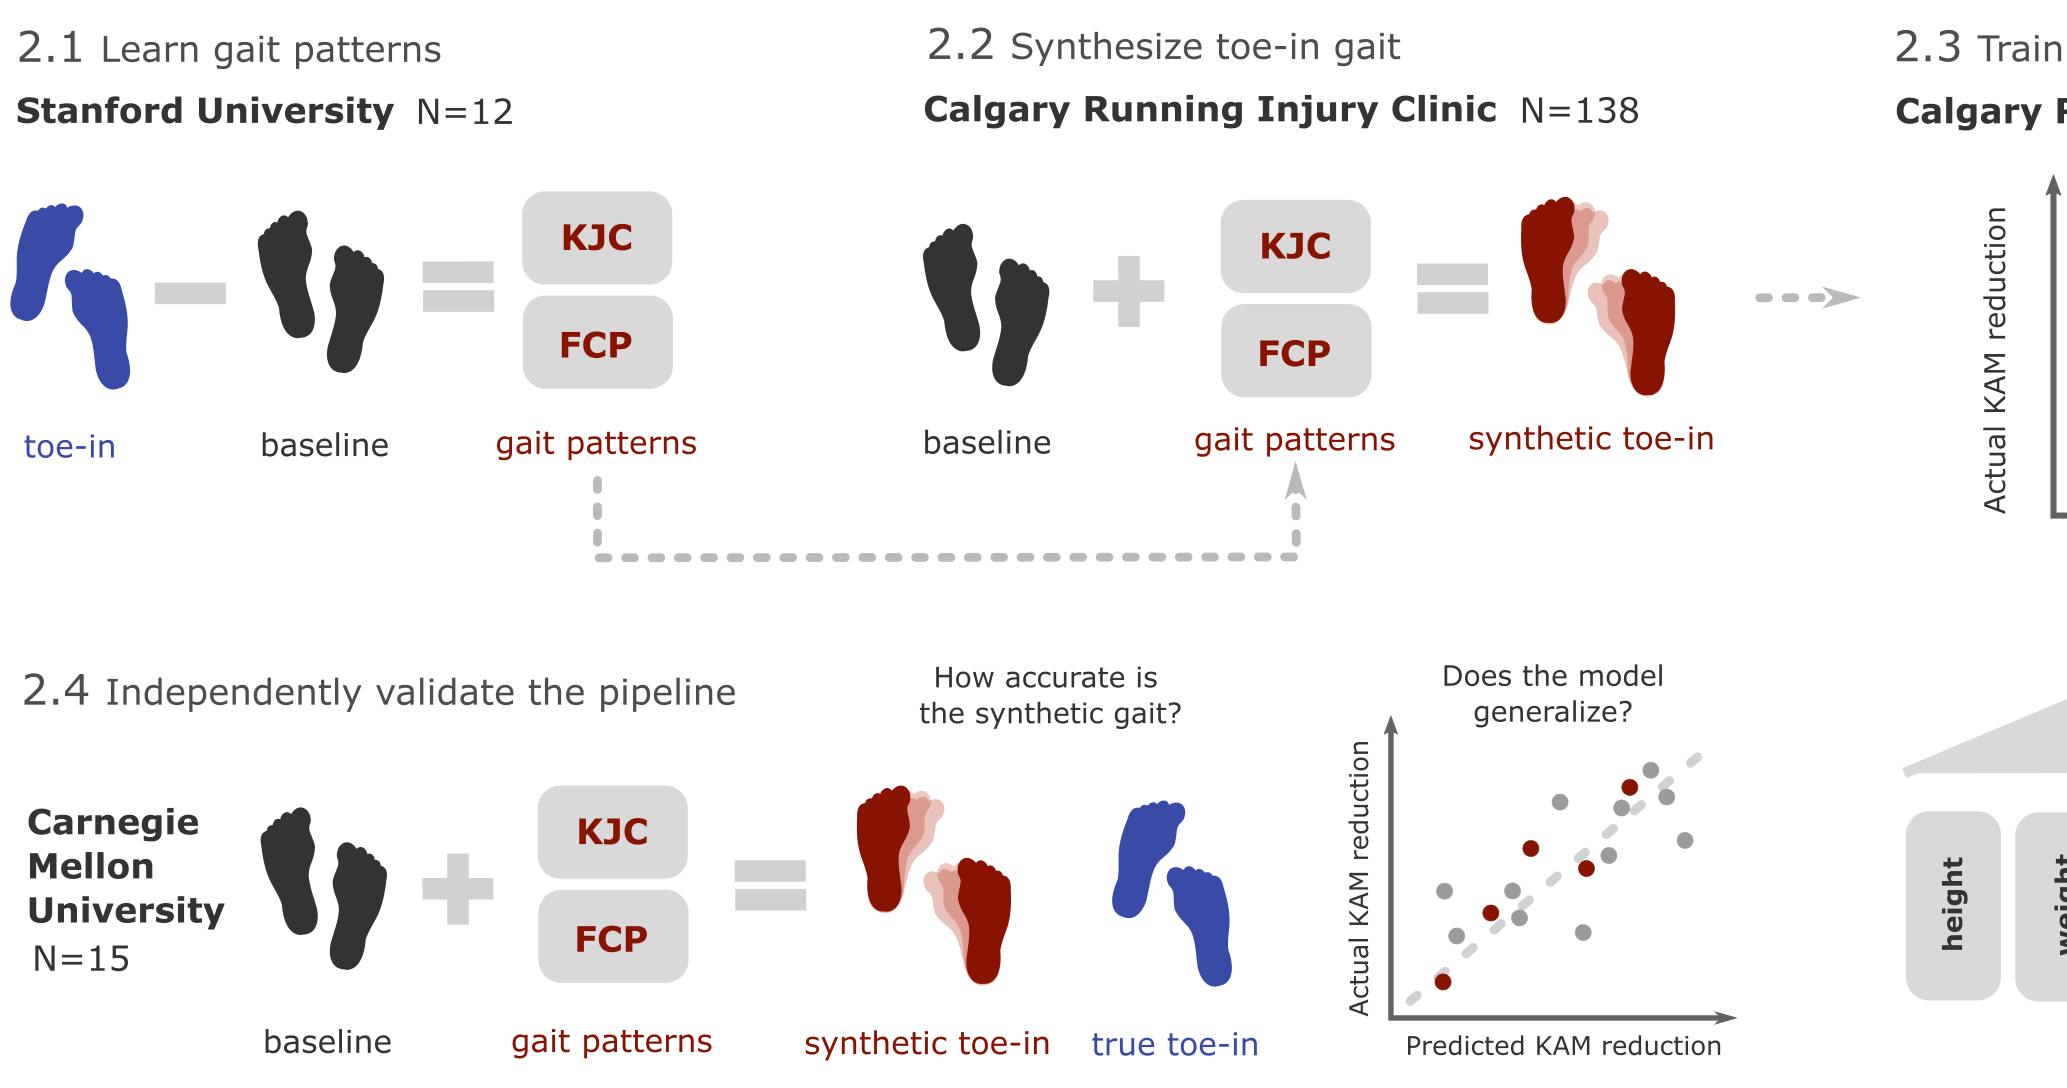 2.1 Learn gait patterns
Stanford University N=12
KJC
FCP
toe-in
baseline
gait patterns
2.2 Synthesize toe-in gait
Calgary Running Injury Clinic N=138
KJC
FCP
baseline
gait patterns
synthetic toe-in
2.3 Train
Calgary
Actual KAM reduction
2.4 Independently validate the pipeline
Carnegie
Mellon
University
N=15
KJC
FCP
baseline
gait patterns
How accurate is
the synthetic gait?
synthetic toe-in
true toe-in
Does the model
generalize?
Actual KAM reduction
Predicted KAM reduction
height
weight